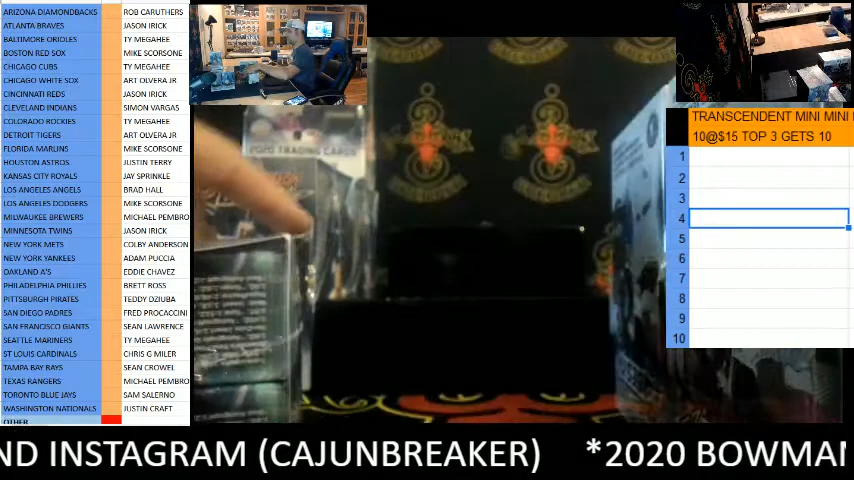 ARIZONA DIAMONDBACKS ROB CARUTHERS
ATLANTA BRAVES JASON IRICK
BALTIMORE ORIOLES TY MEGAHEE
BOSTON RED SOX MIKE SCORSONE
CHICAGO CUBS TY MEGAHEE
CHICAGO WHITE SOX ART OLVERA JR
CINCINNATI REDS JASON IRICK
CLEVELAND INDIANS SIMON VARGAS
COLORADO ROCKIES TY MEGAHEE
DETROIT TIGERS ART OLVERA JR
FLORIDA MARLINS MIKE SCORSONE
HOUSTON ASTROS JUSTIN TERRY
KANSAS CITY ROYALS JAY SPRINKLE
LOS ANGELES ANGELS BRAD HALL
LOS ANGELES DODGERS MIKE SCORSONE
MILWAUKEE BREWERS MICHAEL PEMBRO
MINNESOTA TWINS JASON IRICK
NEW YORK METS COLBY ANDERSON
NEW YORK YANKEES ADAM PUCCIA
OAKLAND A'S EDDIE CHAVEZ
PHILADELPHIA PHILLIES BRETT ROSS
PITTSBURGH PIRATES TEDDY DZIUBA
SAN DIEGO PADRES FRED PROCACCINI
SAN FRANCISCO GIANTS SEAN LAWRENCE
SEATTLE MARINERS TY MEGAHEE
ST LOUIS CARDINALS CHRIS G MILER
TAMPA BAY RAYS SEAN CROWEL
TEXAS RANGERS MICHAEL PEMBRO
TORONTO BLUE JAYS SAM SALERNO
WASHINGTON NATIONALS JUSTIN CRAFT
OTHER
2020 TRADING CARDS
TRANSCENDENT MINI MINI
10@$15 TOP 3 GETS 10
1
2
3
4
5
6
7
8
9
10
ND INSTAGRAM (CAJUNBREAKER) *2020 BOWMAN